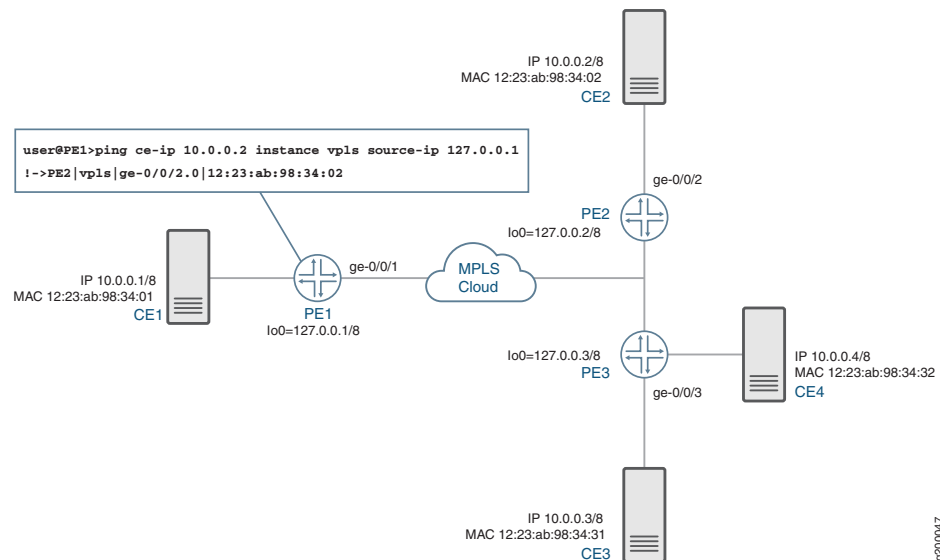 IP 10.0.0.2/8
MAC 12:23:ab:98:34:02
CE2
user@PE1>ping ce-ip 10.0.0.2 instance vpls source-ip 127.0.0.1
!->PE2|vpls|ge-0/0/2.0|12:23:ab:98:34:02
ge-0/0/2
PE2
lo0=127.0.0.2/8
IP 10.0.0.1/8
MAC 12:23:ab:98:34:01
CE1
ge-0/0/1
PE1
lo0=127.0.0.1/8
MPLS
Cloud
lo0=127.0.0.3/8
PE3
IP 10.0.0.4/8
MAC 12:23:ab:98:34:32
CE4
ge-0/0/3
IP 10.0.0.3/8
MAC 12:23:ab:98:34:31
CE3
g200047